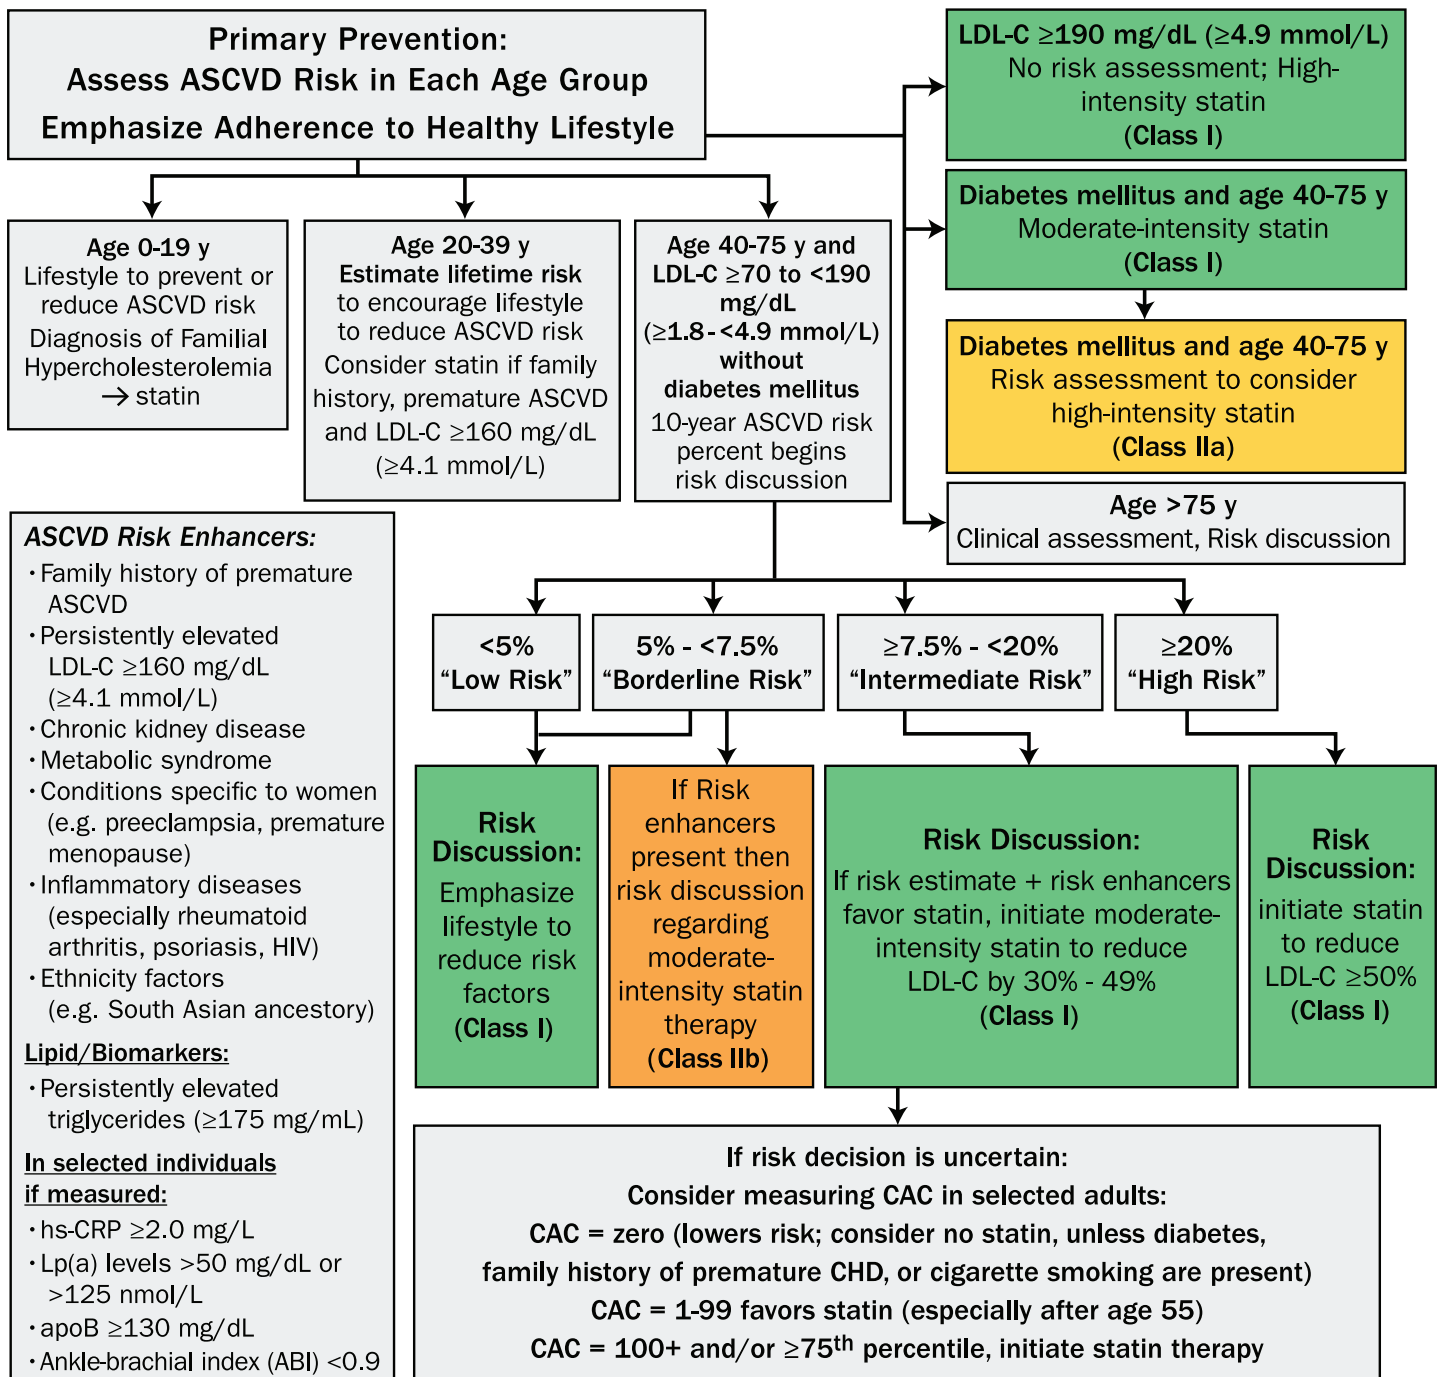 Primary Prevention:
Assess ASCVD Risk in Each Age Group
Emphasize Adherence to Healthy Lifestyle
LDL-C ≥190 mg/dL (≥4.9 mmol/L)
No risk assessment; High-
intensity statin
(Class I)
Diabetes mellitus and age 40-75 y
Moderate-intensity statin
(Class I)
Diabetes mellitus and age 40-75 y
Risk assessment to consider
high-intensity statin
(Class IIa)
Age >75 y
Clinical assessment, Risk discussion
Age 0-19 y
Lifestyle to prevent or
reduce ASCVD risk
Diagnosis of Familial
Hypercholesterolemia
→ statin
Age 20-39 y
Estimate lifetime risk
to encourage lifestyle
to reduce ASCVD risk
Consider statin if family
history, premature ASCVD
and LDL-C ≥160 mg/dL
(≥4.1 mmol/L)
Age 40-75 y and
LDL-C ≥70 to <190
mg/dL
(≥1.8-<4.9 mmol/L)
without
diabetes mellitus
10-year ASCVD risk
percent begins
risk discussion
ASCVD Risk Enhancers:
· Family history of premature
ASCVD
· Persistently elevated
LDL-C ≥160 mg/dL
(≥4.1 mmol/L)
· Chronic kidney disease
· Metabolic syndrome
· Conditions specific to women
(e.g. preeclampsia, premature
menopause)
· Inflammatory diseases
(especially rheumatoid
arthritis, psoriasis, HIV)
· Ethnicity factors
(e.g. South Asian ancestory)
Lipid/Biomarkers:
· Persistently elevated
triglycerides (≥175 mg/mL)
In selected individuals
if measured:
· hs-CRP ≥2.0 mg/L
· Lp(a) levels >50 mg/dL or
>125 nmol/L
· apoB ≥130 mg/dL
· Ankle-brachial index (ABI) <0.9
<5%
"Low Risk"
5% - <7.5%
"Borderline Risk"
≥7.5% - <20%
"Intermediate Risk"
≥20%
"High Risk"
Risk
Discussion:
Emphasize
lifestyle to
reduce risk
factors
(Class I)
If Risk
enhancers
present then
risk discussion
regarding
moderate-
intensity statin
therapy
(Class IIb)
Risk Discussion:
If risk estimate + risk enhancers
favor statin, initiate moderate-
intensity statin to reduce
LDL-C by 30% - 49%
(Class I)
Risk
Discussion:
initiate statin
to reduce
LDL-C ≥50%
(Class I)
If risk decision is uncertain:
Consider measuring CAC in selected adults:
CAC = zero (lowers risk; consider no statin, unless diabetes,
family history of premature CHD, or cigarette smoking are present)
CAC = 1-99 favors statin (especially after age 55)
CAC = 100+ and/or ≥75th percentile, initiate statin therapy